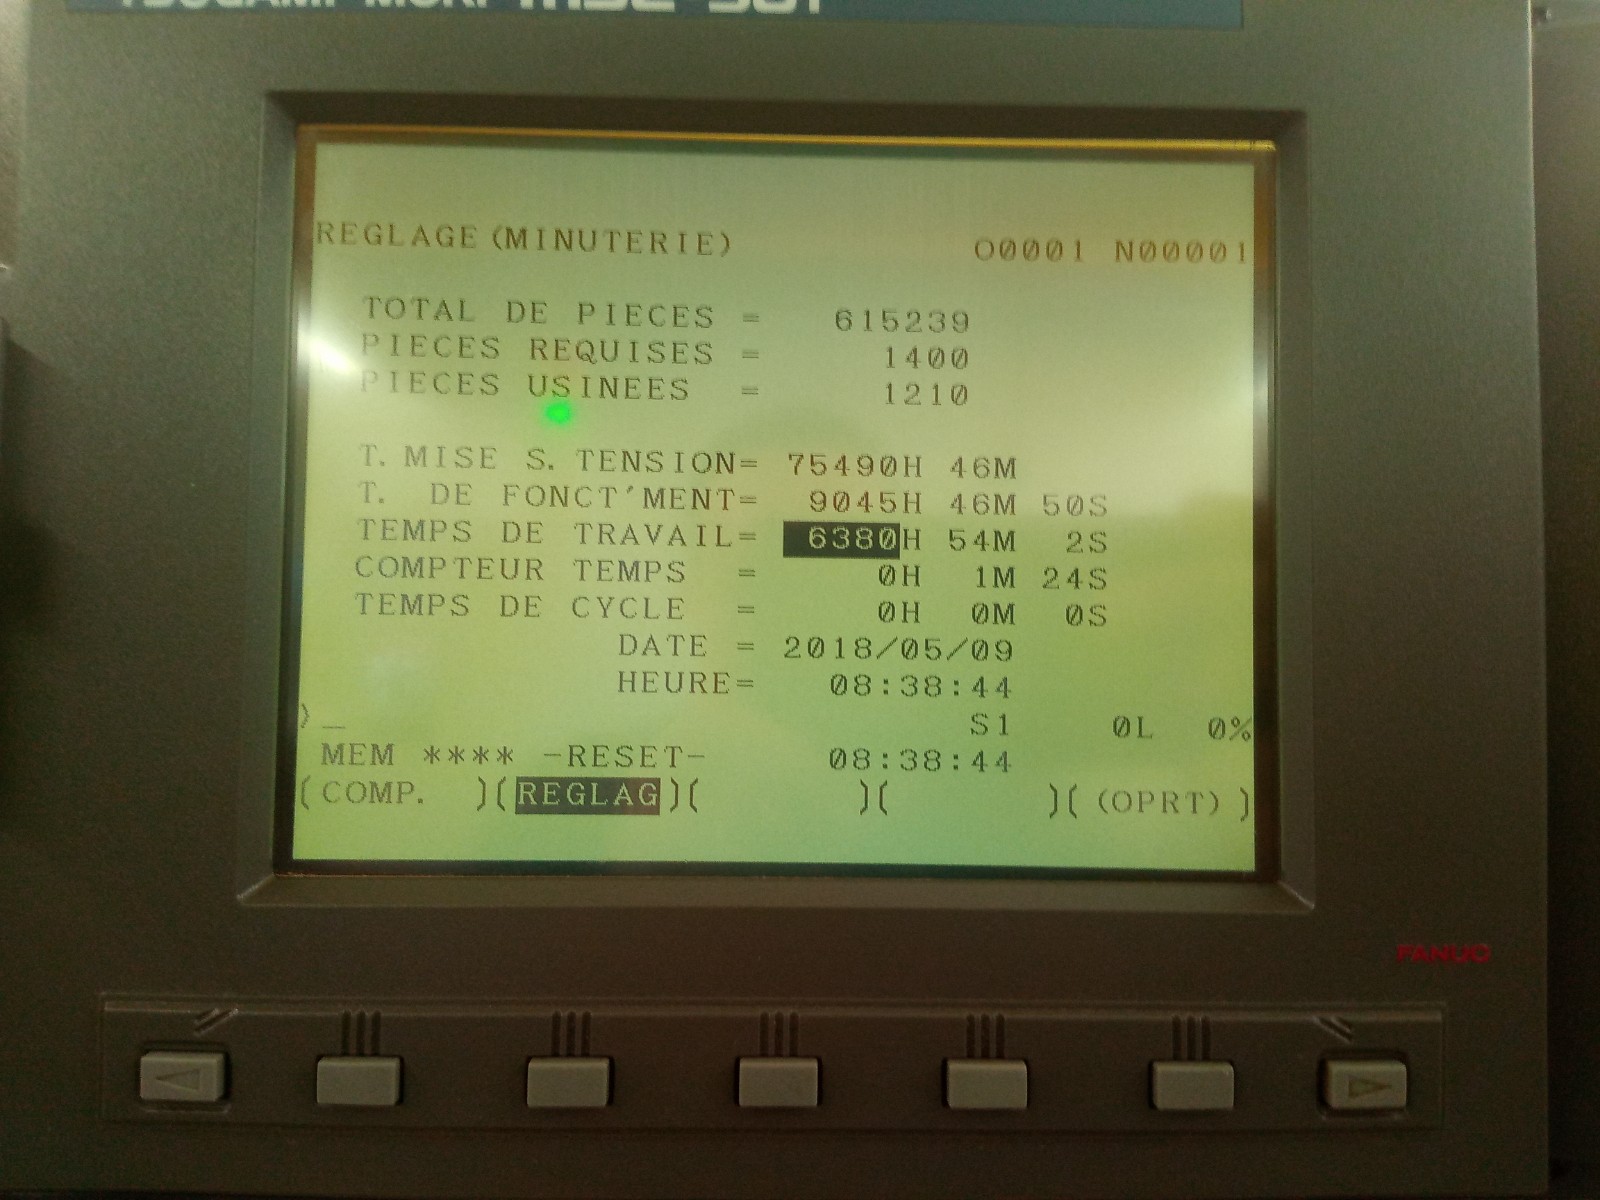 REGLAGE (MINUTERIE) O0001 N00001
TOTAL DE PIECES = 615239
PIECES REQUISES = 1400
PIECES USINEES = 1210
T. MISE S. TENSION= 75490H 46M
T. DE FONCT'MENT= 9045H 46M 50S
TEMPS DE TRAVAIL= 6380H 54M 2S
COMPTEUR TEMPS = 0H 1M 24S
TEMPS DE CYCLE = 0H 0M 0S
DATE = 2018/05/09
HEURE= 08:38:44
>_ S1 0L 0%
MEM **** -RESET- 08:38:44
(COMP. )(REGLAG)( )( )((OPRT) )
FANUC